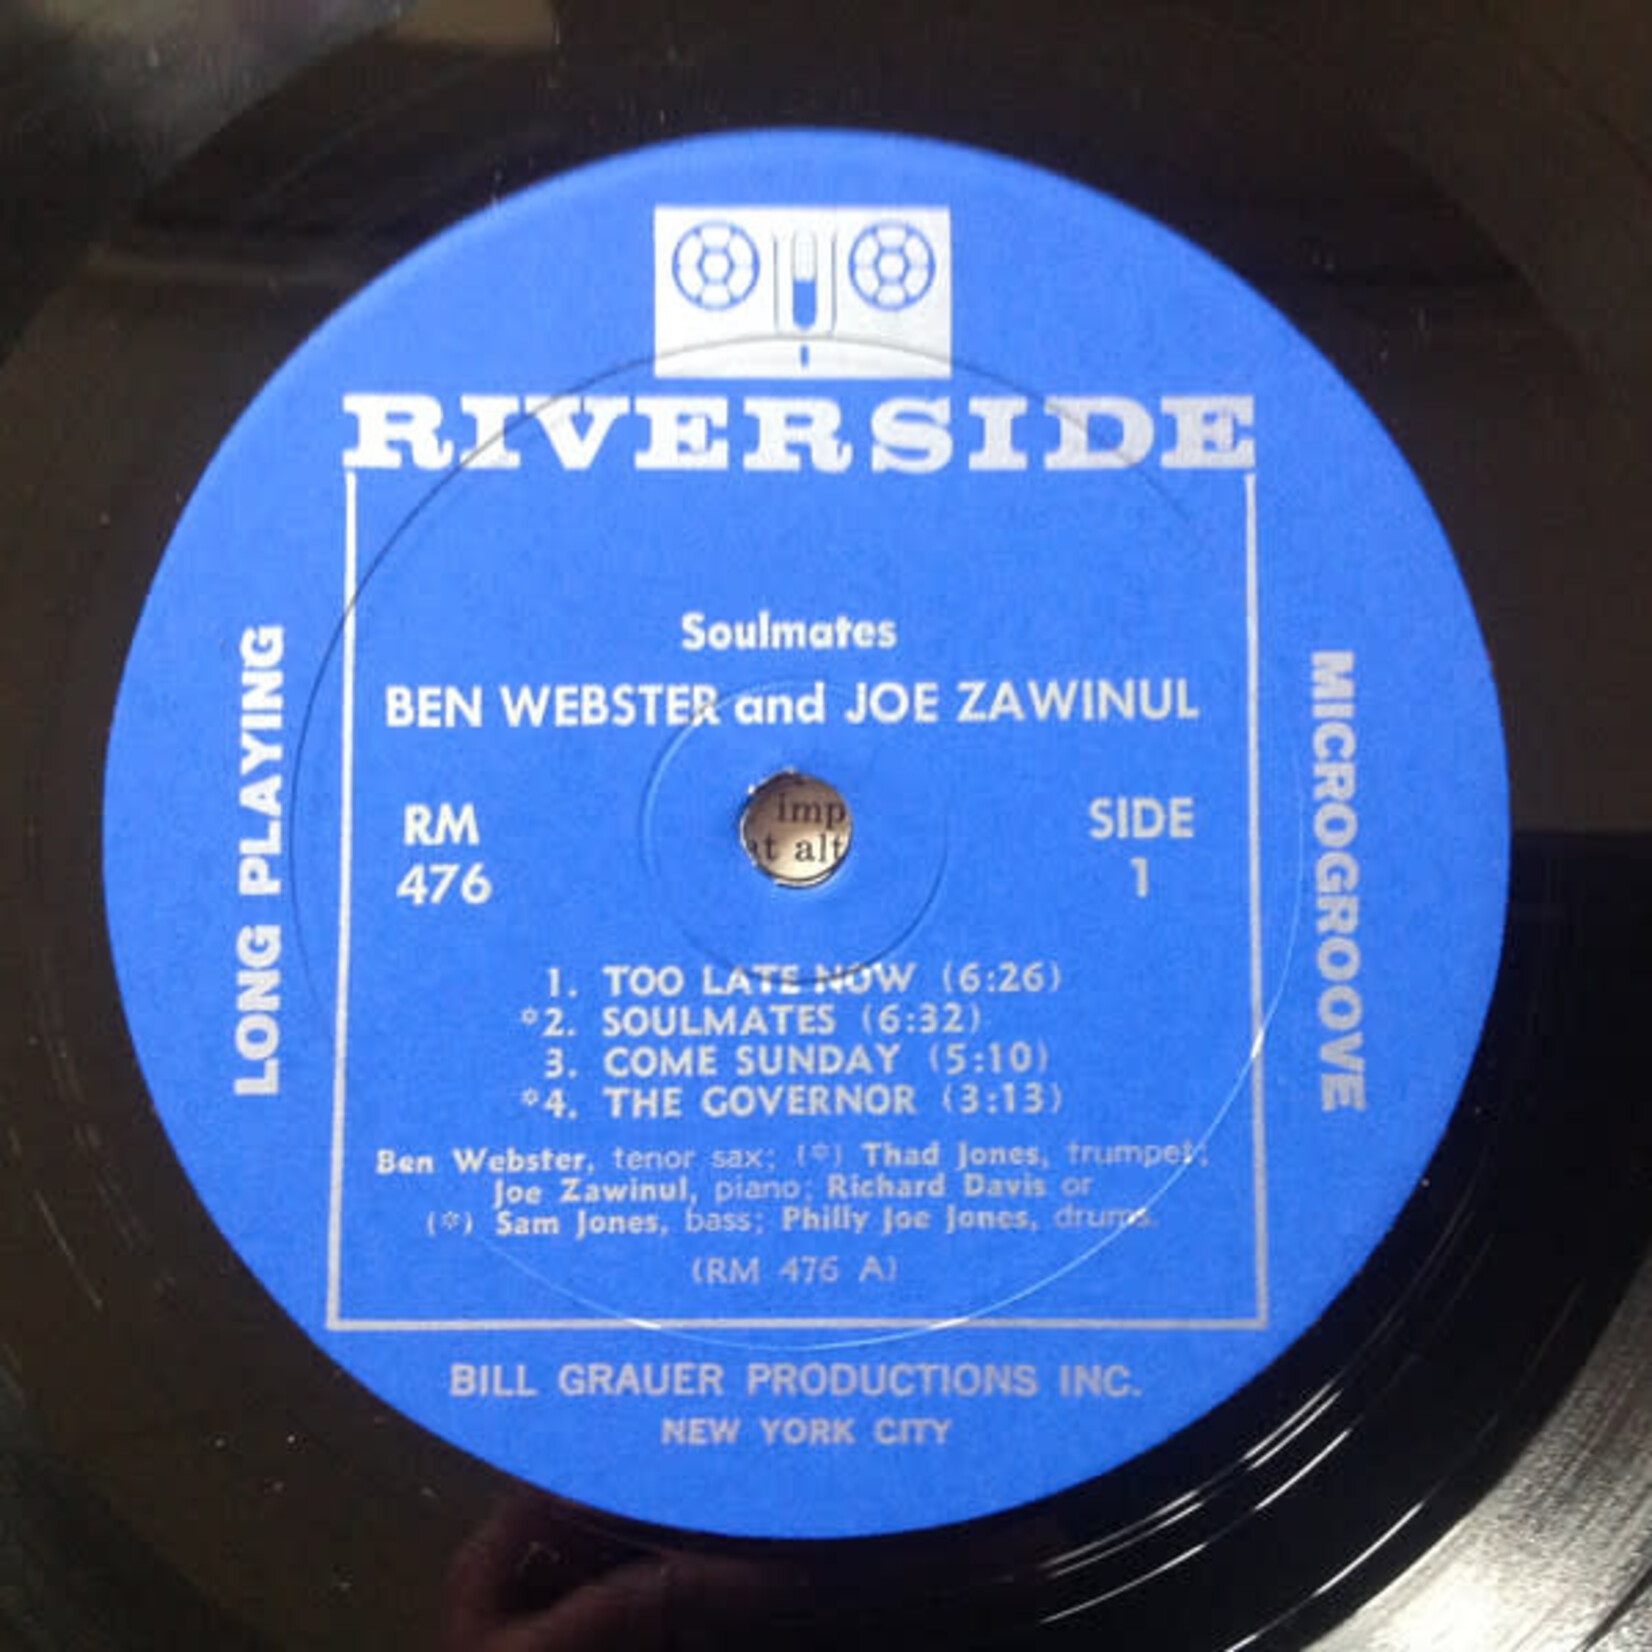 RIVERSIDE
Soulmates
BEN WEBSTER and JOE ZAWINUL
RM
476
SIDE
1
imp
at alt
LONG PLAYING
MICROGROOVE
1. TOO LATE NOW (6:26)
*2. SOULMATES (6:32)
3. COME SUNDAY (5:10)
*4. THE GOVERNOR (3:13)
Ben Webster, tenor sax; (*) Thad Jones, trumpet;
Joe Zawinul, piano; Richard Davis or
(*) Sam Jones, bass; Philly Joe Jones, drums.
(RM 476 A)
BILL GRAUER PRODUCTIONS INC.
NEW YORK CITY